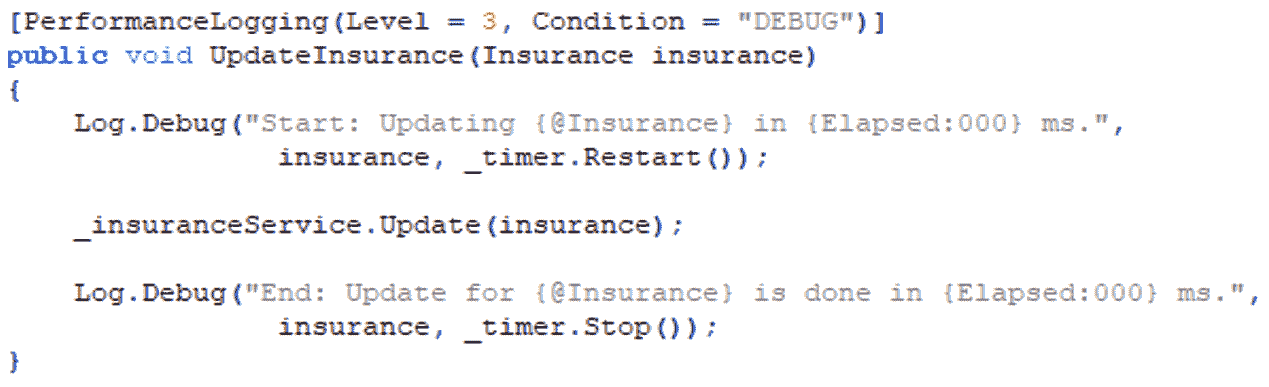 [PerformanceLogging(Level = 3, Condition = "DEBUG")]
public void UpdateInsurance(Insurance insurance)
{
    Log.Debug("Start: Updating {@Insurance} in {Elapsed:000} ms.",
                insurance, _timer.Restart());

    _insuranceService.Update(insurance);

    Log.Debug("End: Update for {@Insurance} is done in {Elapsed:000} ms.",
                insurance, _timer.Stop());
}